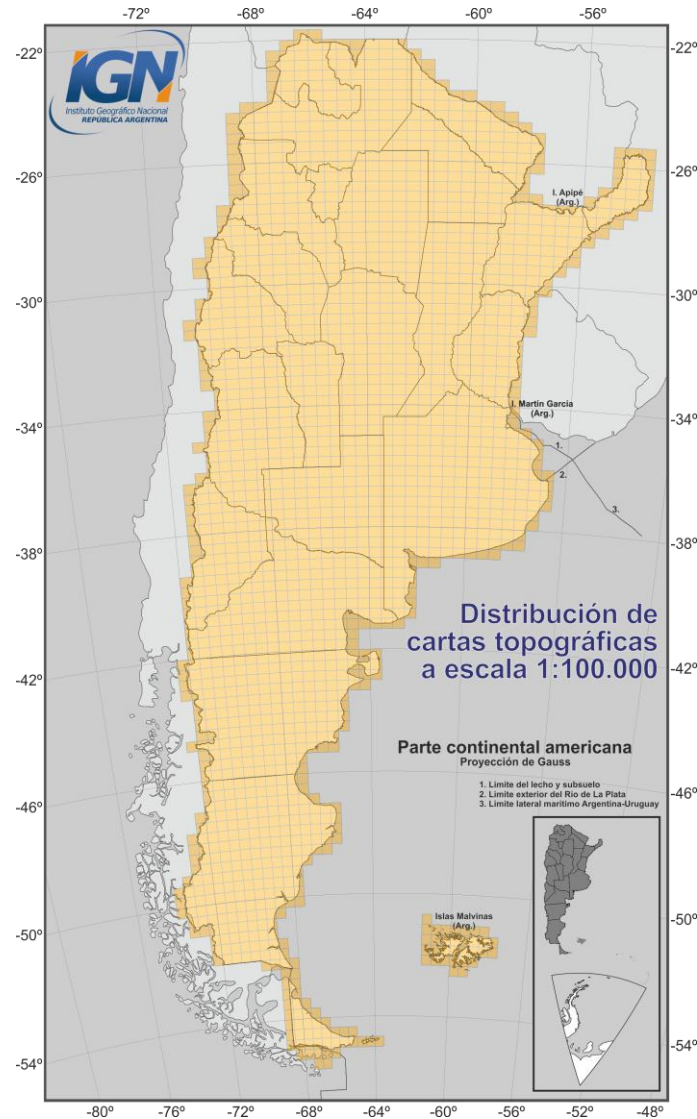 -72º -68º -64º -60º -56º
-22º -22º
IGN
Instituto Geográfico Nacional
REPÚBLICA ARGENTINA
-26º -26º
I. Apipé
(Arg.)
-30º -30º
I. Martín García
(Arg.)
-34º -34º
1.
2.
3.
-38º -38º
Distribución de
cartas topográficas
a escala 1:100.000
-42º -42º
Parte continental americana
Proyección de Gauss
1. Limite del lecho y subsuelo
2. Limite exterior del Rio de La Plata
3. Limite lateral marítimo Argentina-Uruguay
-46º -46º
Islas Malvinas
(Arg.)
-50º -50º
-54º -54º
-80º -76º -72º -68º -64º -60º -56º -52º -48º